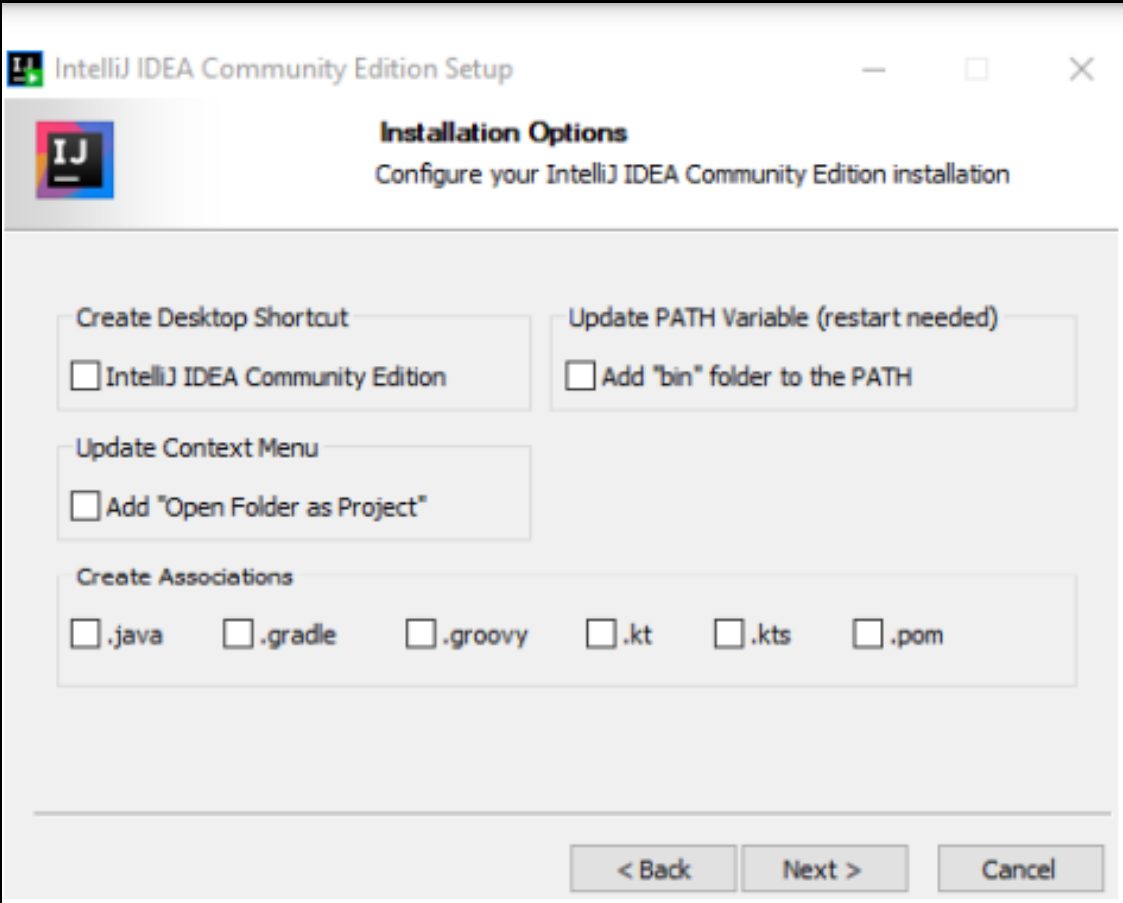 IntelliJ IDEA Community Edition Setup
IJ
Installation Options
Configure your IntelliJ IDEA Community Edition installation
Create Desktop Shortcut
IntelliJ IDEA Community Edition
Update PATH Variable (restart needed)
Add "bin" folder to the PATH
Update Context Menu
Add "Open Folder as Project"
Create Associations
.java .gradle .groovy .kt .kts .pom
< Back Next > Cancel